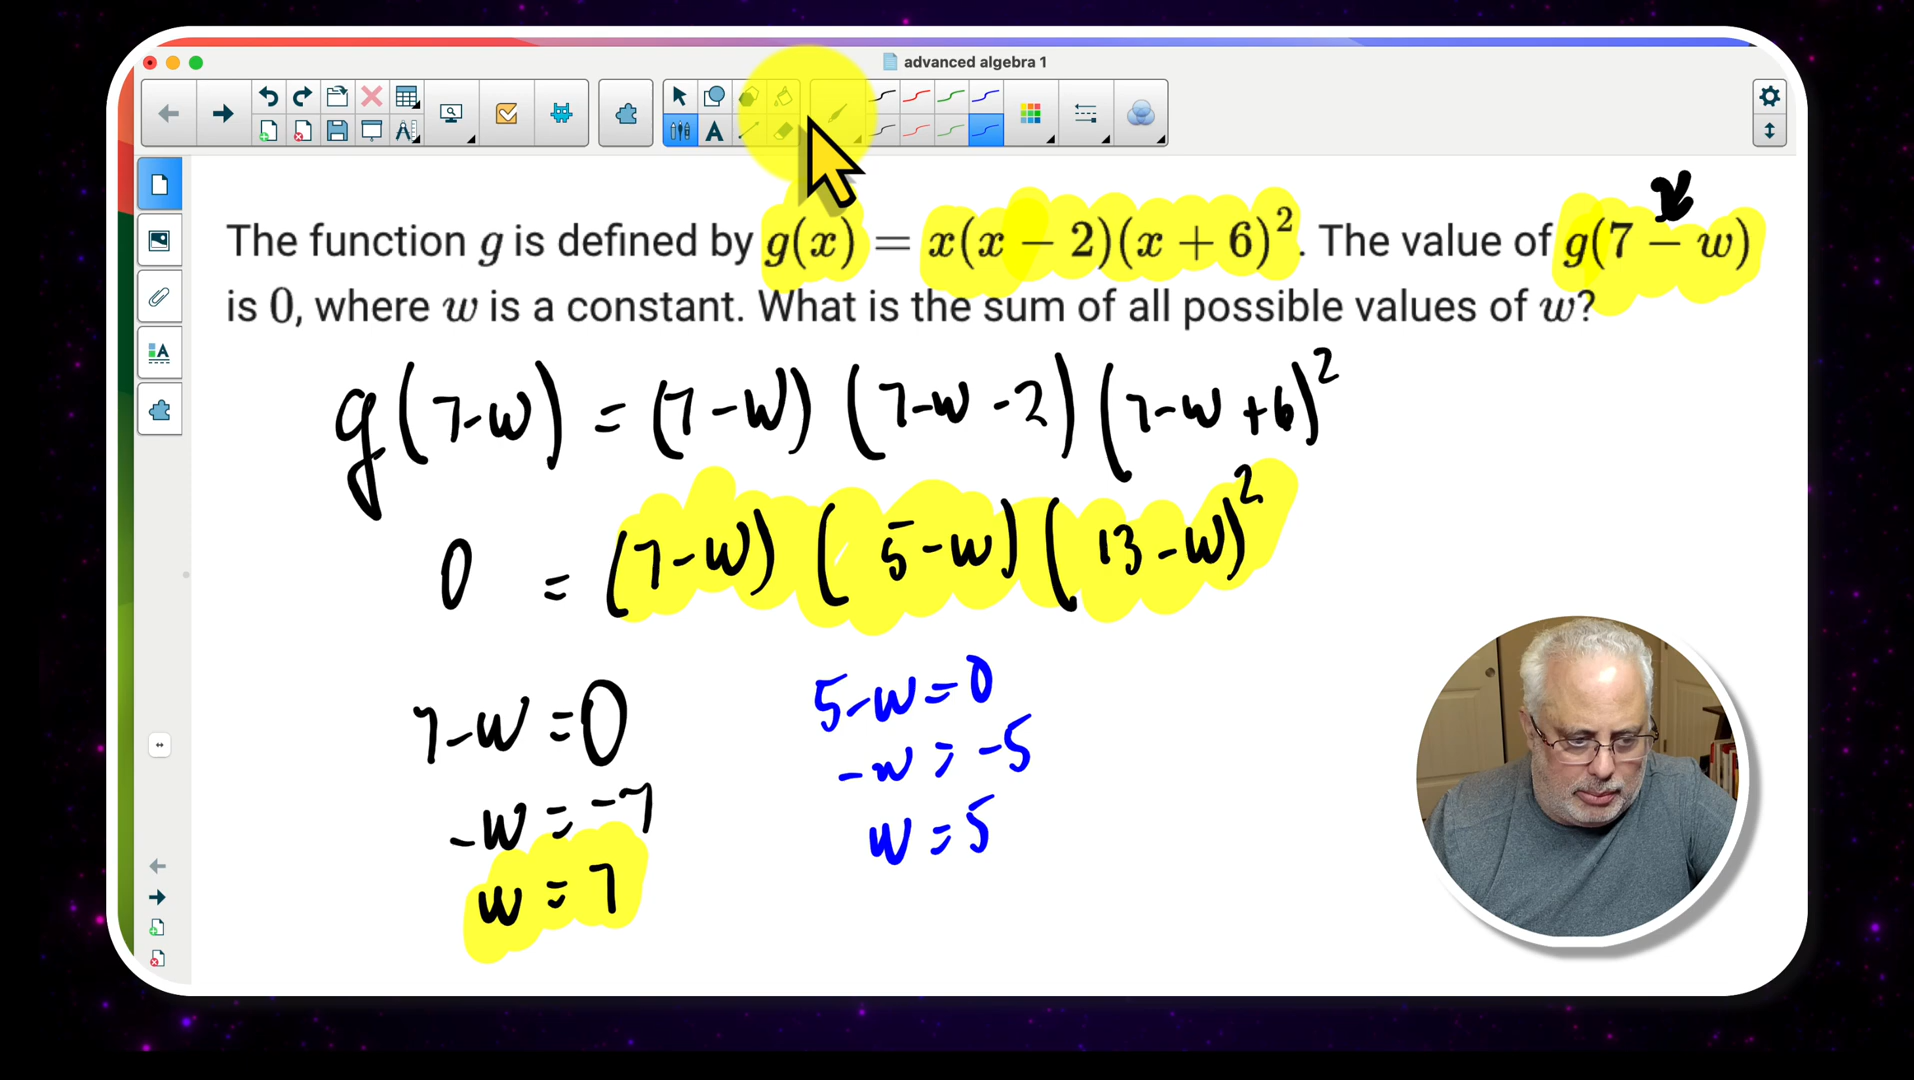 advanced algebra 1
x
The function g is defined by g(x) = x(x − 2)(x + 6)². The value of g(7 − w)
is 0, where w is a constant. What is the sum of all possible values of w?
g(7-w) = (7-w) (7-w-2) (7-w+6)²
0 = (7-w) (5-w) (13-w)²
7-w=0
-w=-7
w=7
5-w=0
-w=-5
w=5